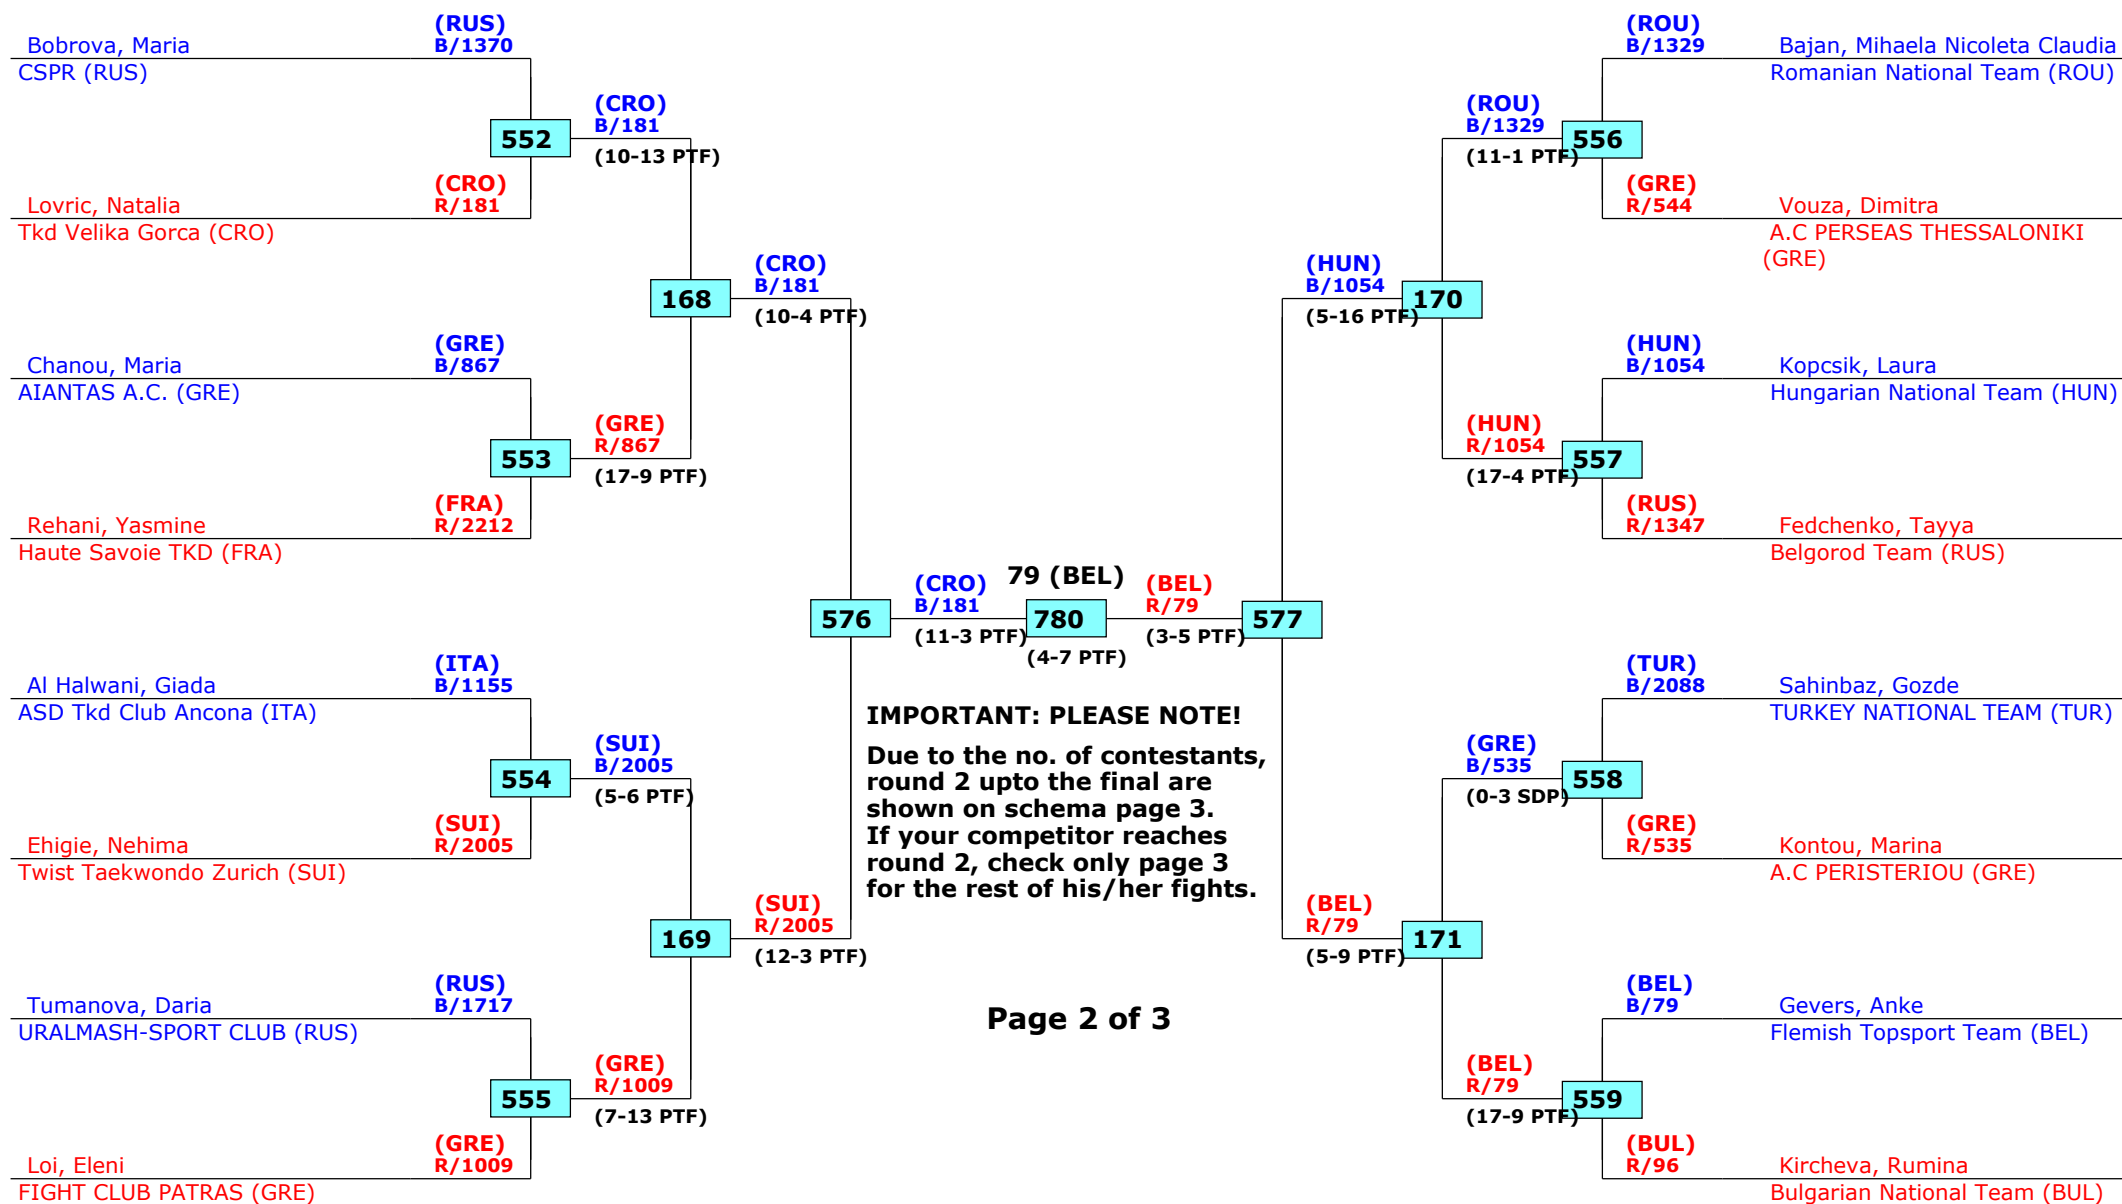 (RUS)
Bobrova, Maria B/1370
CSPR (RUS)
(CRO)
B/181
552
(10-13 PTF)
(CRO)
Lovric, Natalia R/181
Tkd Velika Gorca (CRO)
(CRO)
B/181
168
(10-4 PTF)
(GRE)
Chanou, Maria B/867
AIANTAS A.C. (GRE)
(GRE)
R/867
553
(17-9 PTF)
(FRA)
Rehani, Yasmine R/2212
Haute Savoie TKD (FRA)
(CRO)
B/181
576
(11-3 PTF)
79 (BEL)
780
(4-7 PTF)
(BEL)
R/79
577
(3-5 PTF)
(ITA)
Al Halwani, Giada B/1155
ASD Tkd Club Ancona (ITA)
(SUI)
B/2005
554
(5-6 PTF)
(SUI)
Ehigie, Nehima R/2005
Twist Taekwondo Zurich (SUI)
(SUI)
R/2005
169
(12-3 PTF)
(RUS)
Tumanova, Daria B/1717
URALMASH-SPORT CLUB (RUS)
(GRE)
R/1009
555
(7-13 PTF)
(GRE)
Loi, Eleni R/1009
FIGHT CLUB PATRAS (GRE)
IMPORTANT: PLEASE NOTE!
Due to the no. of contestants,
round 2 upto the final are
shown on schema page 3.
If your competitor reaches
round 2, check only page 3
for the rest of his/her fights.
Page 2 of 3
(ROU)
B/1329 Bajan, Mihaela Nicoleta Claudia
Romanian National Team (ROU)
(ROU)
B/1329
556
(11-1 PTF)
(GRE)
R/544 Vouza, Dimitra
A.C PERSEAS THESSALONIKI
(GRE)
(HUN)
B/1054
170
(5-16 PTF)
(HUN)
B/1054 Kopcsik, Laura
Hungarian National Team (HUN)
(HUN)
R/1054
557
(17-4 PTF)
(RUS)
R/1347 Fedchenko, Tayya
Belgorod Team (RUS)
(TUR)
B/2088 Sahinbaz, Gozde
TURKEY NATIONAL TEAM (TUR)
(GRE)
B/535
558
(0-3 SDP)
(GRE)
R/535 Kontou, Marina
A.C PERISTERIOU (GRE)
(BEL)
R/79
171
(5-9 PTF)
(BEL)
B/79 Gevers, Anke
Flemish Topsport Team (BEL)
(BEL)
R/79
559
(17-9 PTF)
(BUL)
R/96 Kircheva, Rumina
Bulgarian National Team (BUL)